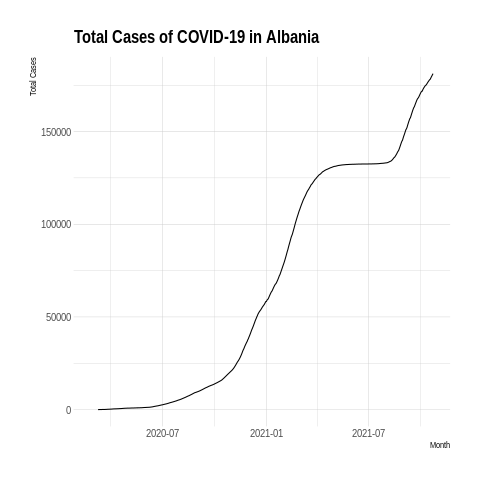 Total Cases of COVID-19 in Albania
Total Cases
150000
100000
50000
0
2020-07 2021-01 2021-07
Month